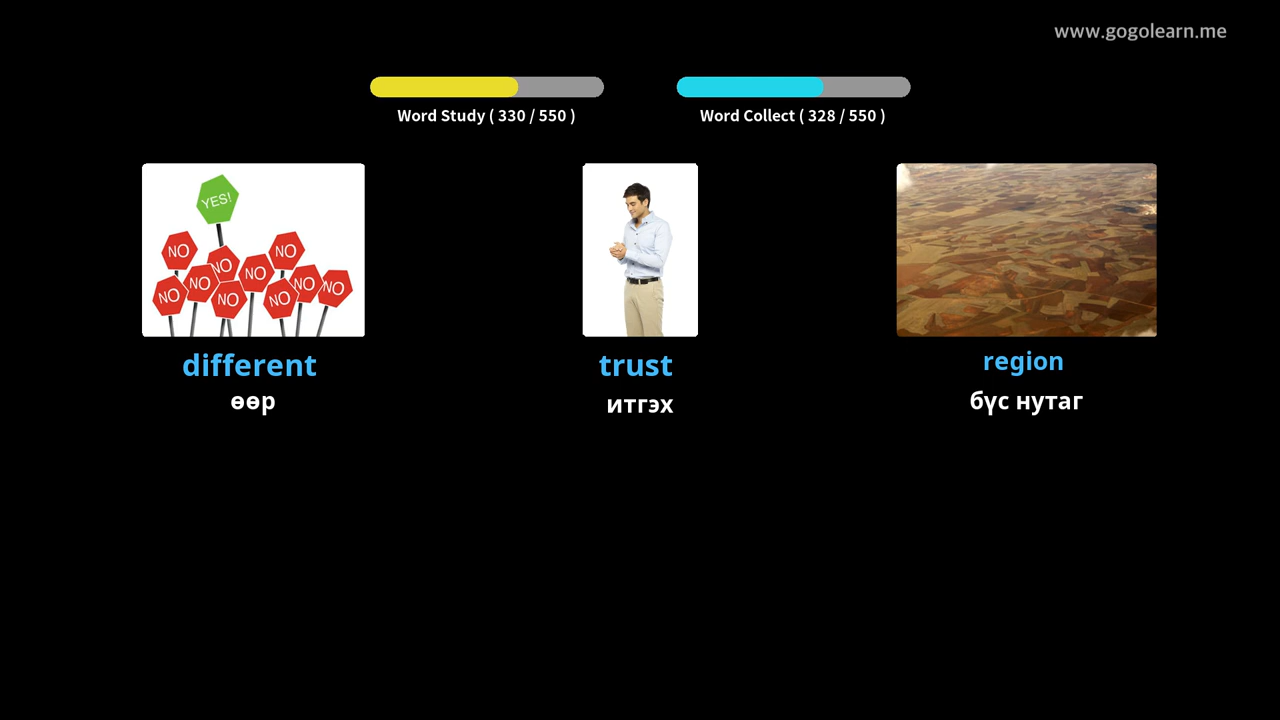 www.gogolearn.me
Word Study ( 330 / 550 )
Word Collect ( 328 / 550 )
YES!
NO
NO
NO
NO
NO
NO
NO
NO
NO
NO
different
trust
region
өөр
итгэх
бүс нутаг